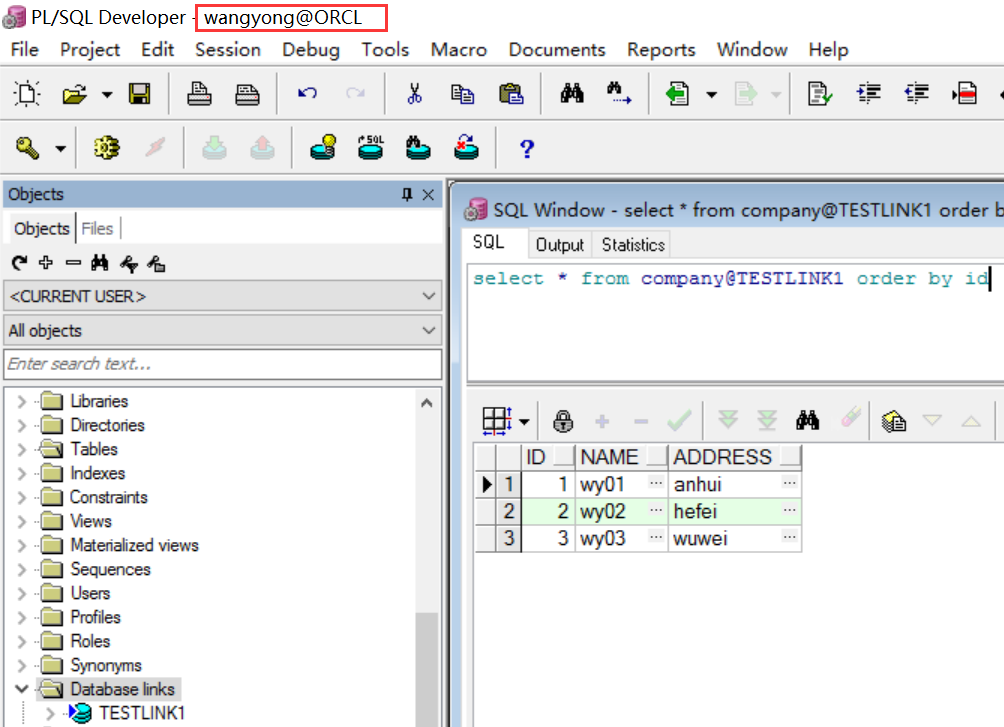 PL/SQL Developer - wangyong@ORCL
File Project Edit Session Debug Tools Macro Documents Reports Window Help
SQL
?
Objects
Objects Files
<CURRENT USER>
All objects
Enter search text...
Libraries
Directories
Tables
Indexes
Constraints
Views
Materialized views
Sequences
Users
Profiles
Roles
Synonyms
Database links
TESTLINK1
SQL Window - select * from company@TESTLINK1 order b
SQL Output Statistics
select * from company@TESTLINK1 order by id
ID NAME ADDRESS
1 1 wy01 ... anhui ...
2 2 wy02 ... hefei ...
3 3 wy03 ... wuwei ...